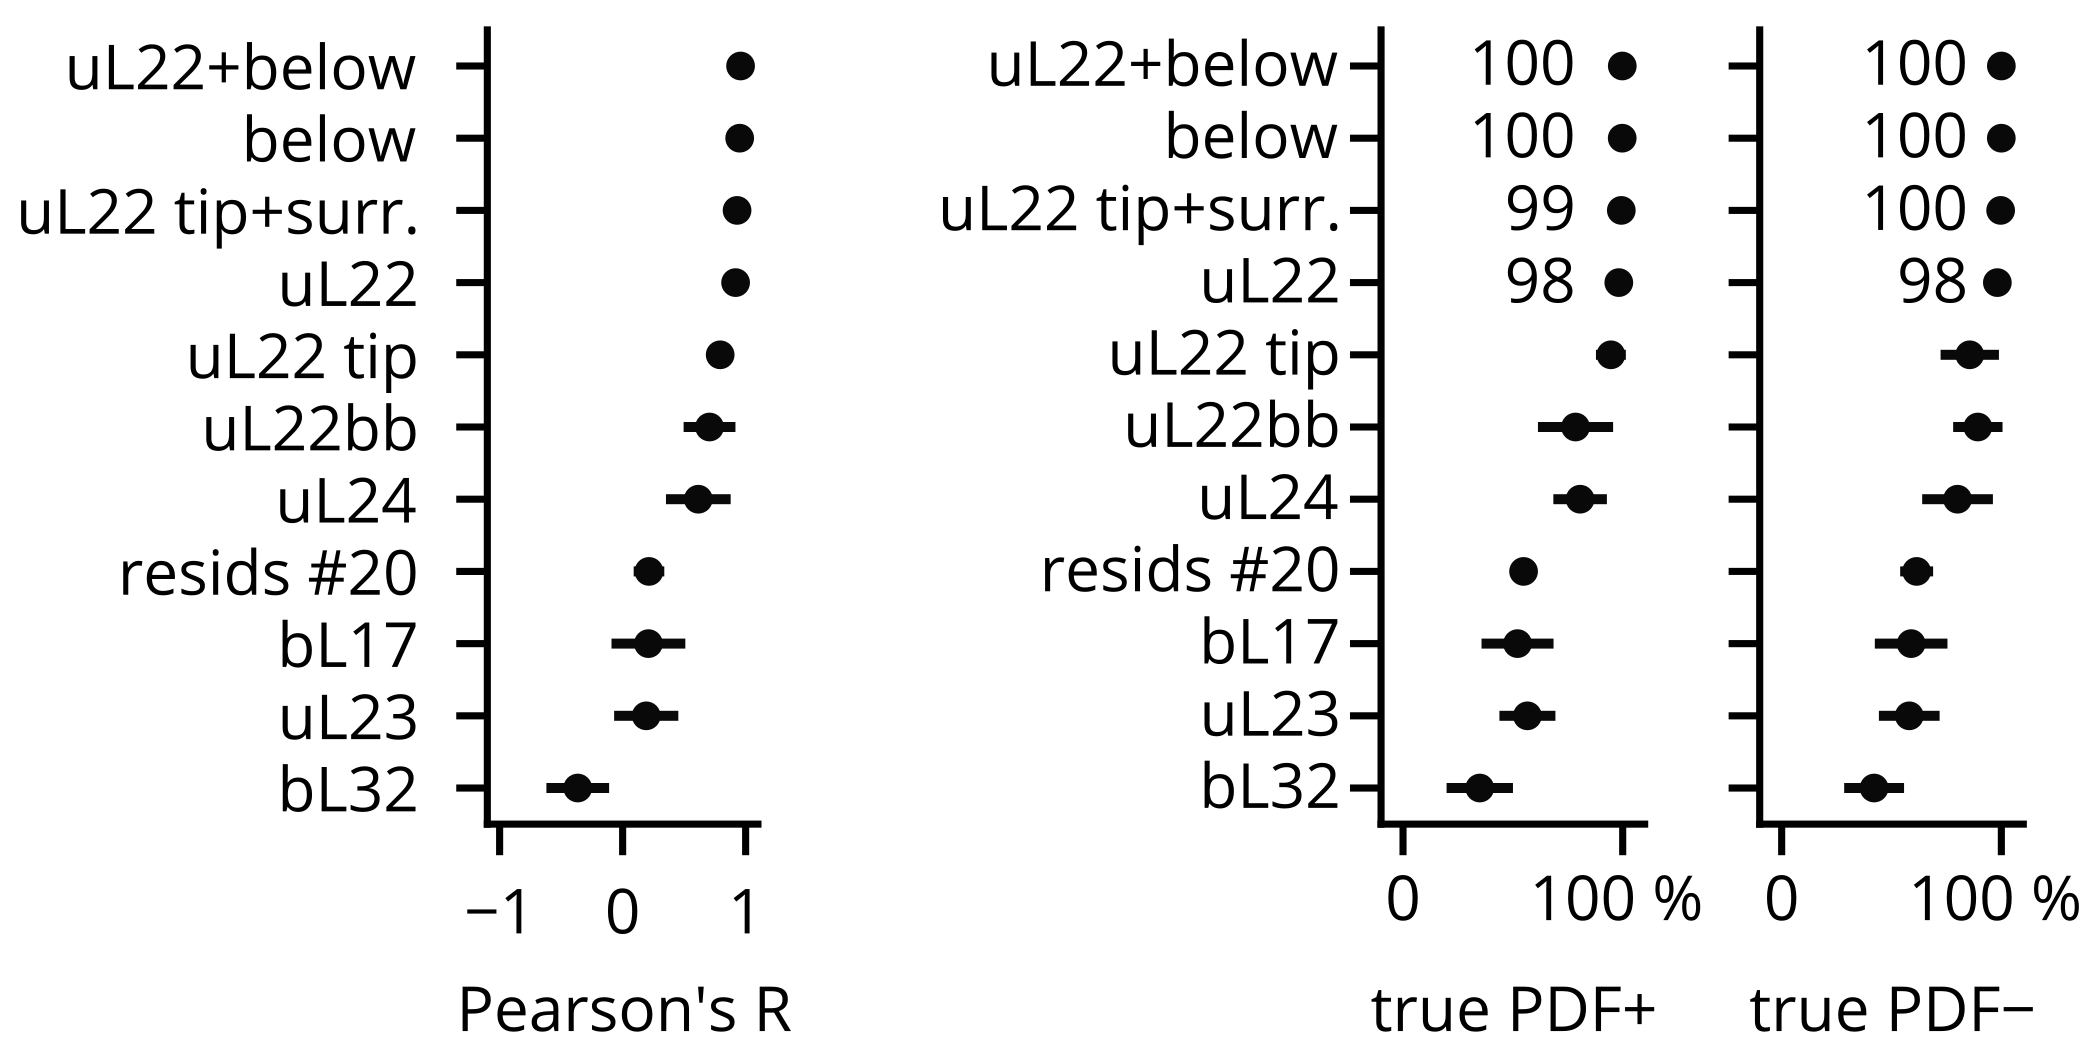 uL22+below
below
uL22 tip+surr.
uL22
uL22 tip
uL22bb
uL24
resids #20
bL17
uL23
bL32
−1 0 1
Pearson's R
uL22+below 100 100
below 100 100
uL22 tip+surr. 99 100
uL22 98 98
uL22 tip
uL22bb
uL24
resids #20
bL17
uL23
bL32
0 100 % 0 100 %
true PDF+ true PDF−